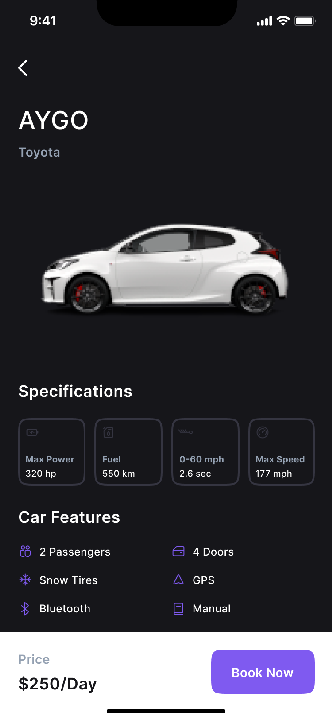 9:41
AYGO
Toyota
Specifications
Max Power
320 hp
Fuel
550 km
0-60 mph
2.6 sec
Max Speed
177 mph
Car Features
2 Passengers
4 Doors
Snow Tires
GPS
Bluetooth
Manual
Price
$250/Day
Book Now